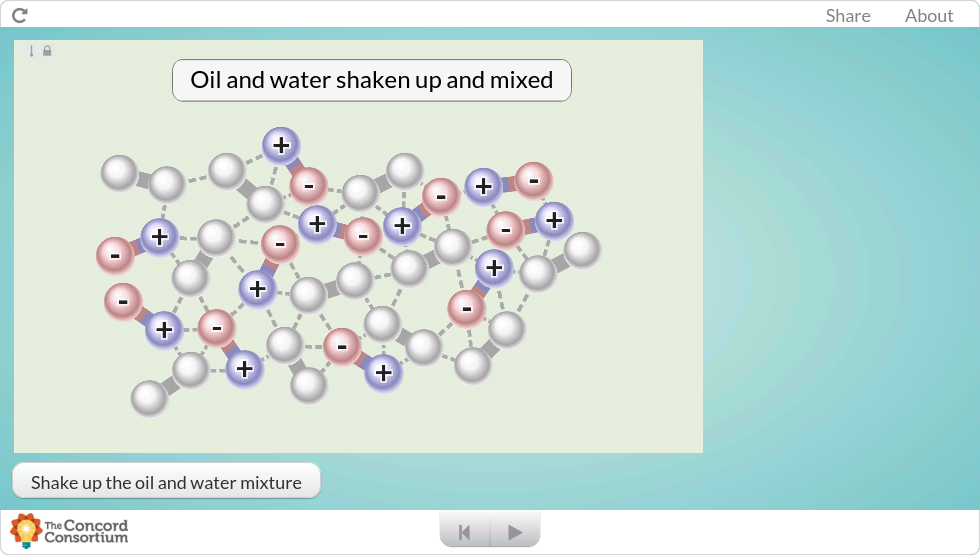 Share About
Oil and water shaken up and mixed
+
-
+ -
-
+ + - +
- + -
- +
+
- + -
+ -
- +
+ +
Shake up the oil and water mixture
The Concord
Consortium